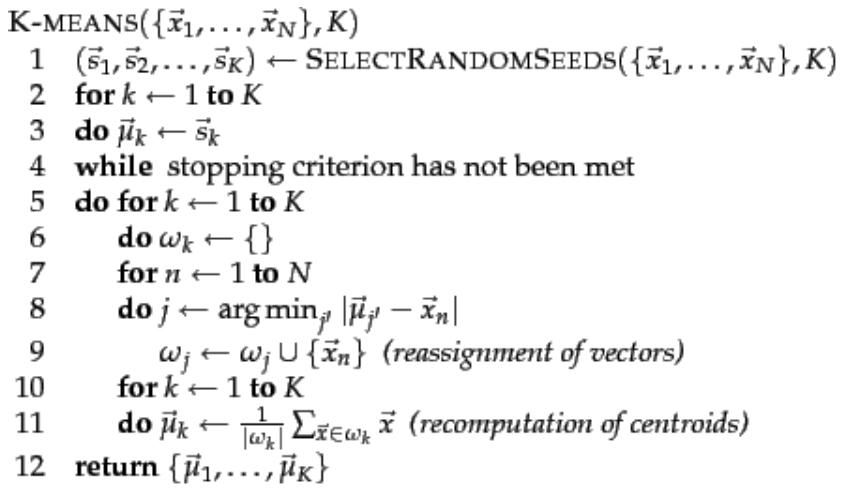 K-MEANS({x⃗₁, . . . , x⃗_N}, K)
1 (s⃗₁, s⃗₂, . . . , s⃗_K) ← SELECTRANDOMSEEDS({x⃗₁, . . . , x⃗_N}, K)
2 for k ← 1 to K
3 do μ⃗_k ← s⃗_k
4 while stopping criterion has not been met
5 do for k ← 1 to K
6 do ω_k ← {}
7 for n ← 1 to N
8 do j ← arg min_j′ |μ⃗_j′ − x⃗_n|
9 ω_j ← ω_j ∪ {x⃗_n} (reassignment of vectors)
10 for k ← 1 to K
11 do μ⃗_k ← 1/|ω_k| ∑_x⃗∈ω_k x⃗ (recomputation of centroids)
12 return {μ⃗₁, . . . , μ⃗_K}